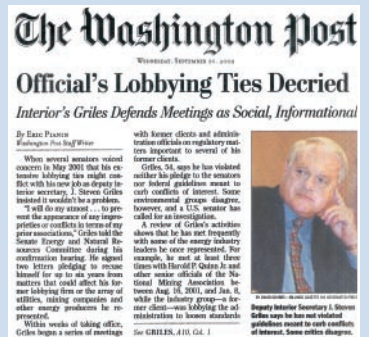 The Washington Post
WEDNESDAY, SEPTEMBER
Official's Lobbying Ties Decried
Interior's Griles Defends Meetings as Social, Informational
By ERIC PIANIN
Washington Post Staff Writer
When several senators voiced
concern in May 2001 that his ex-
tensive lobbying ties might con-
flict with his new job as deputy in-
terior secretary, J. Steven Griles
insisted it wouldn't be a problem.
"I will do my utmost . . . to pre-
vent the appearance of any impro-
prieties or conflicts in terms of my
prior associations," Griles told the
Senate Energy and Natural Re-
sources Committee during his
confirmation hearing. He signed
two letters pledging to recuse
himself for up to six years from
matters that could affect his for-
mer lobbying firm or the array of
utilities, mining companies and
other energy producers he re-
presented.
Within weeks of taking office,
Griles began a series of meetings
with former clients and adminis-
tration officials on regulatory mat-
ters important to several of his
former clients.
Griles, 54, says he has violated
neither his pledge to the senators
nor federal guidelines meant to
curb conflicts of interest. Some
environmental groups disagree,
however, and a U.S. senator has
called for an investigation.
A review of Griles's activities
shows that he has met frequently
with some of the energy industry
leaders he once represented. For
example, he met at least three
times with Harold P. Quinn Jr. and
other senior officials of the Na-
tional Mining Association be-
tween Aug. 16, 2001, and Jan. 8,
while the industry group—a for-
mer client—was lobbying the ad-
ministration to loosen standards
See GRILES, A10, Col. 1
Deputy Interior Secretary J. Steven
Griles says he has not violated
guidelines meant to curb conflicts
of interest. Some critics disagree.